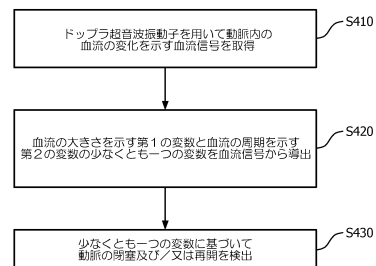 ドップラ超音波振動子を用いて動脈内の
血流の変化を示す血流信号を取得
S410
血流の大きさを示す第１の変数と血流の周期を示す
第２の変数の少なくとも一つの変数を血流信号から導出
S420
少なくとも一つの変数に基づいて
動脈の閉塞及び／又は再開を検出
S430